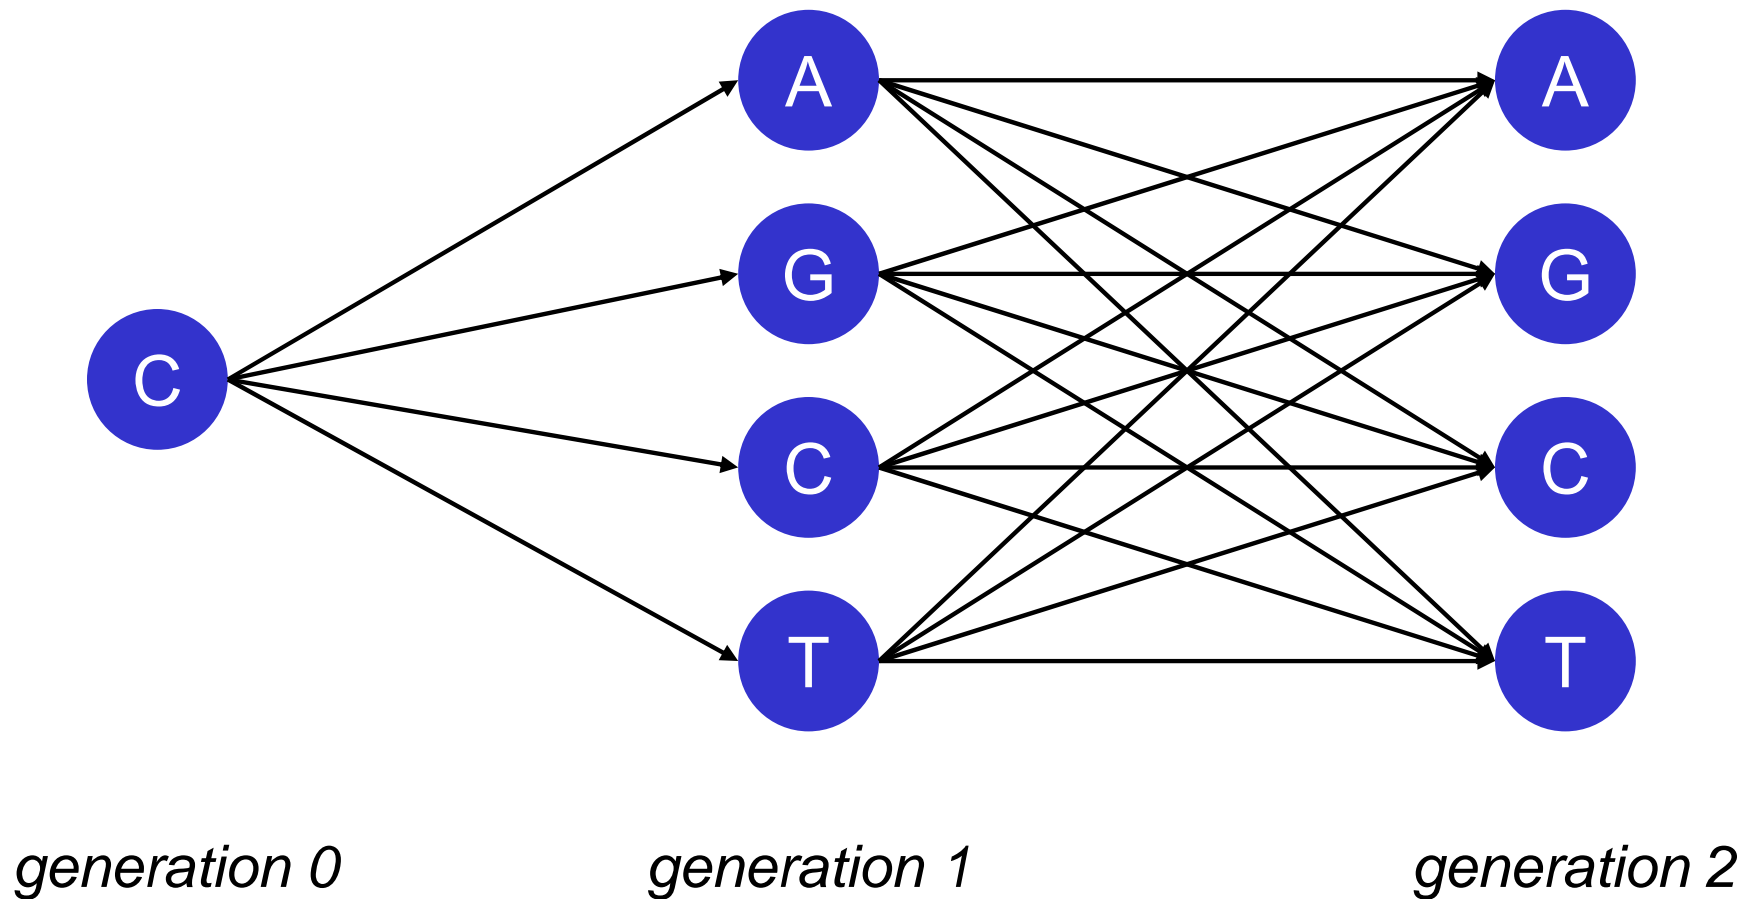 A A
G G
C
C C
T T
generation 0 generation 1 generation 2